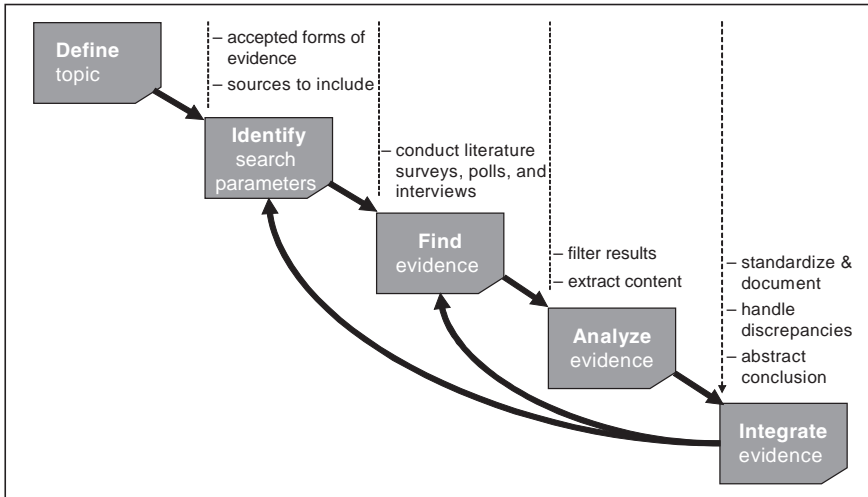 Define
topic
– accepted forms of
evidence
– sources to include
Identify
search
parameters
– conduct literature
surveys, polls, and
interviews
Find
evidence
– filter results
– extract content
Analyze
evidence
– standardize &
document
– handle
discrepancies
– abstract
conclusion
Integrate
evidence